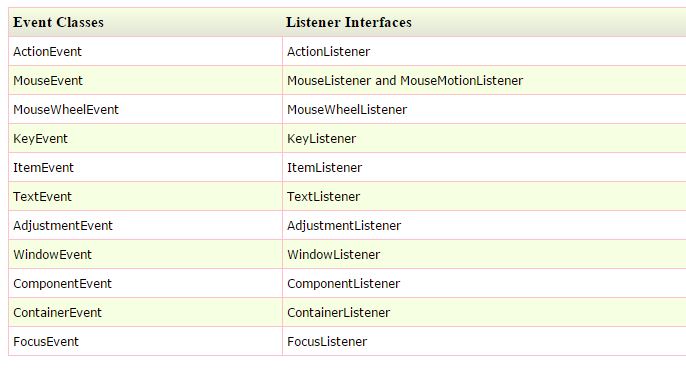 Event Classes Listener Interfaces
ActionEvent ActionListener
MouseEvent MouseListener and MouseMotionListener
MouseWheelEvent MouseWheelListener
KeyEvent KeyListener
ItemEvent ItemListener
TextEvent TextListener
AdjustmentEvent AdjustmentListener
WindowEvent WindowListener
ComponentEvent ComponentListener
ContainerEvent ContainerListener
FocusEvent FocusListener